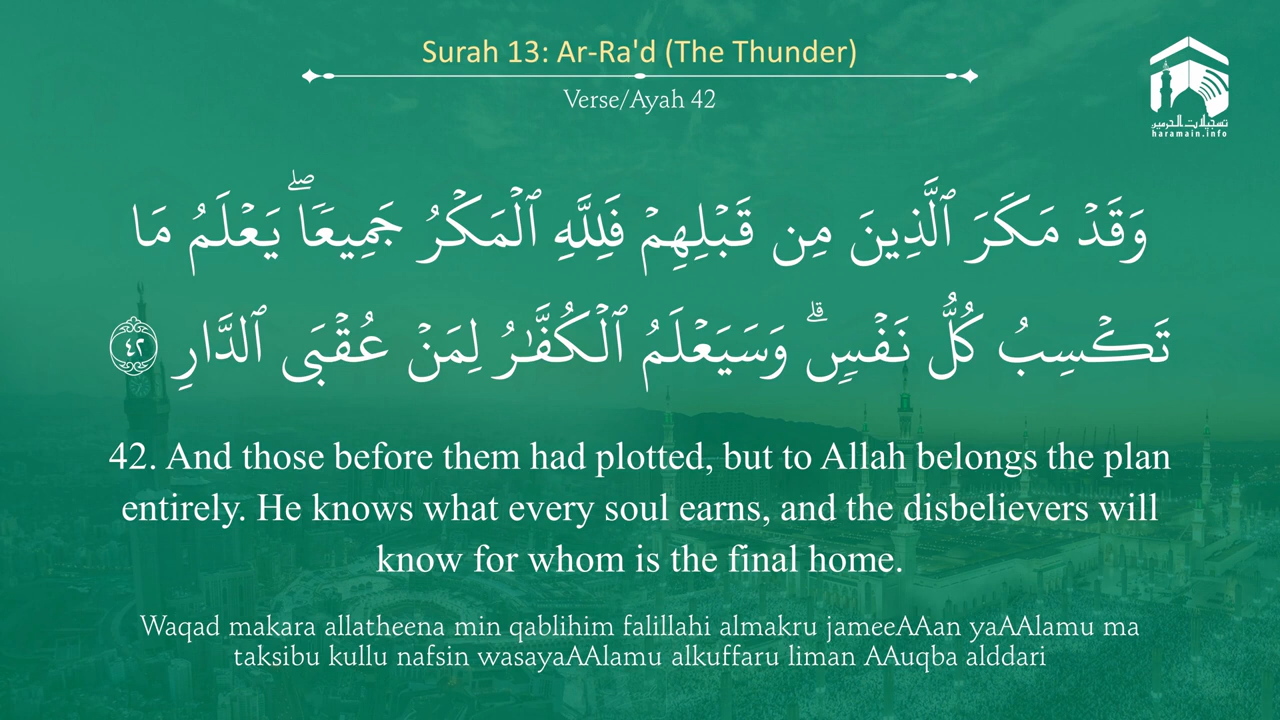 Surah 13: Ar-Ra'd (The Thunder)
Verse/Ayah 42
تسجيلات الحرمين
haramain.info
وَقَدۡ مَكَرَ ٱلَّذِينَ مِن قَبۡلِهِمۡ فَلِلَّهِ ٱلۡمَكۡرُ جَمِيعٗاۖ يَعۡلَمُ مَا
تَكۡسِبُ كُلُّ نَفۡسٖۗ وَسَيَعۡلَمُ ٱلۡكُفَّٰرُ لِمَنۡ عُقۡبَى ٱلدَّارِ ٤٢
42. And those before them had plotted, but to Allah belongs the plan
entirely. He knows what every soul earns, and the disbelievers will
know for whom is the final home.
Waqad makara allatheena min qablihim falillahi almakru jameeAAan yaAAlamu ma
taksibu kullu nafsin wasayaAAlamu alkuffaru liman AAuqba alddari